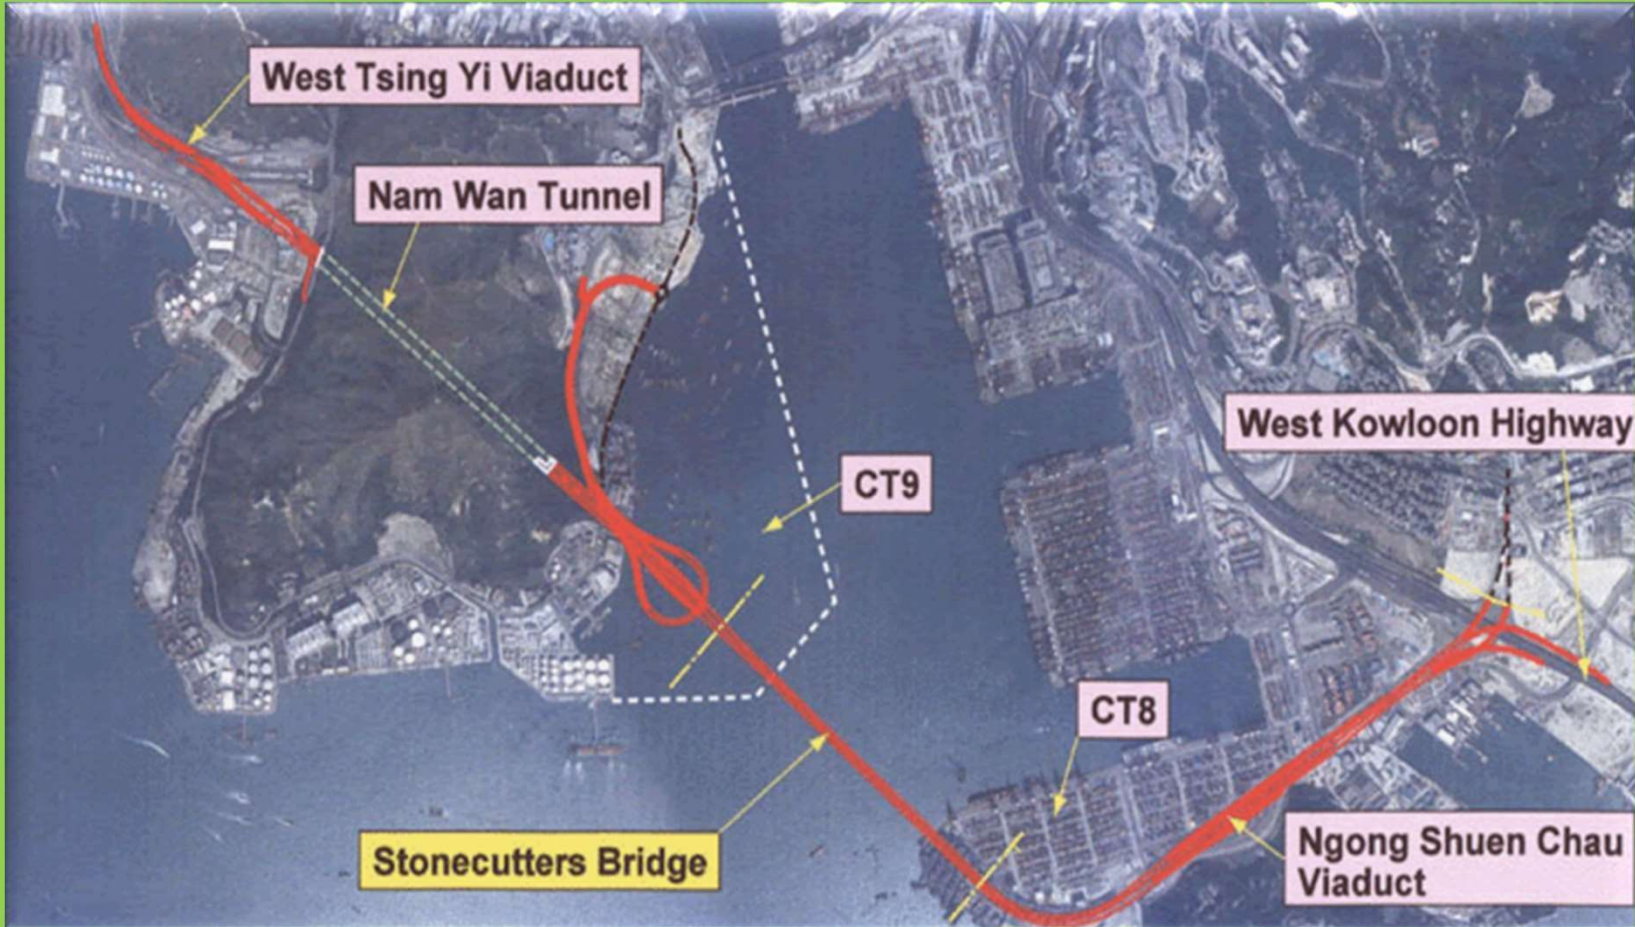 West Tsing Yi Viaduct
Nam Wan Tunnel
West Kowloon Highway
CT9
CT8
Stonecutters Bridge
Ngong Shuen Chau
Viaduct